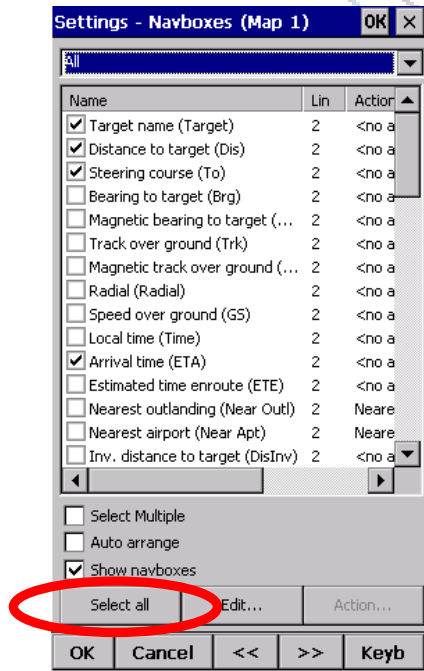 Settings - Navboxes (Map 1) OK
All
Name Lin Action
Target name (Target) 2 <no a
Distance to target (Dis) 2 <no a
Steering course (To) 2 <no a
Bearing to target (Brg) 2 <no a
Magnetic bearing to target (... 2 <no a
Track over ground (Trk) 2 <no a
Magnetic track over ground (... 2 <no a
Radial (Radial) 2 <no a
Speed over ground (GS) 2 <no a
Local time (Time) 2 <no a
Arrival time (ETA) 2 <no a
Estimated time enroute (ETE) 2 <no a
Nearest outlanding (Near Outl) 2 Neare
Nearest airport (Near Apt) 2 Neare
Inv. distance to target (DisInv) 2 <no a
Select Multiple
Auto arrange
Show navboxes
Select all Edit... Action...
OK Cancel << >> Keyb